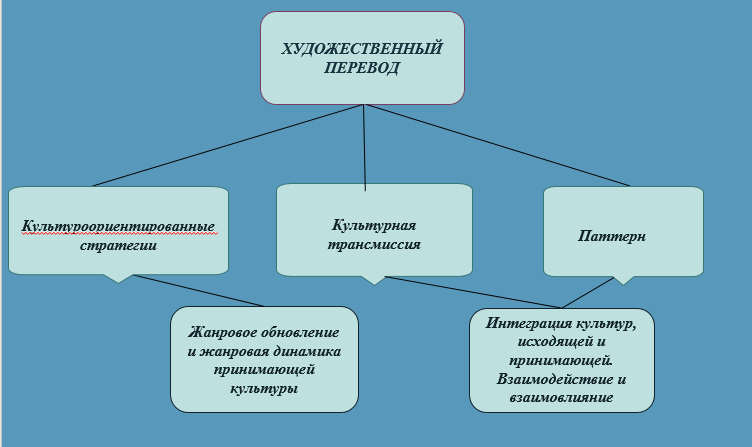 ХУДОЖЕСТВЕННЫЙ
ПЕРЕВОД
Культуроориентированные
стратегии
Культурная
трансмиссия
Паттерн
Жанровое обновление
и жанровая динамика
принимающей
культуры
Интеграция культур,
исходящей и
принимающей.
Взаимодействие и
взаимовлияние